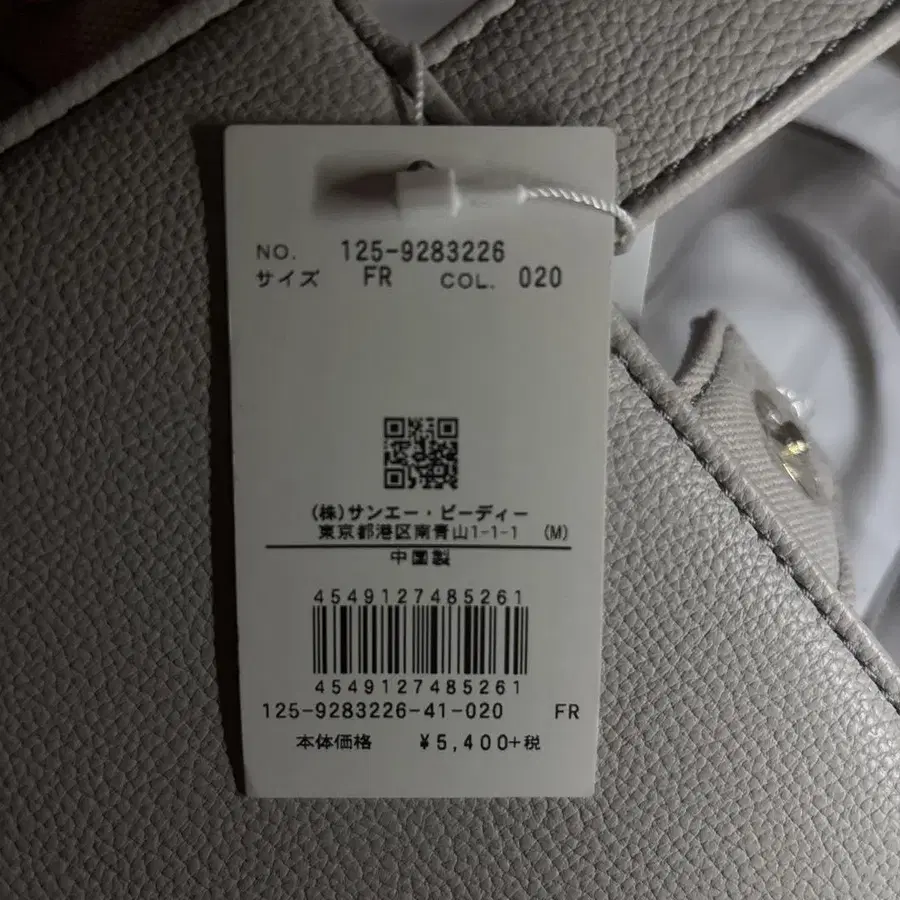 NO. 125-9283226
サイズ FR COL. 020
(株)サンエー・ビーディー
東京都港区南青山1-1-1 (M)
中国製
4549127485261
4549127485261
125-9283226-41-020 FR
本体価格 ¥5,400+税